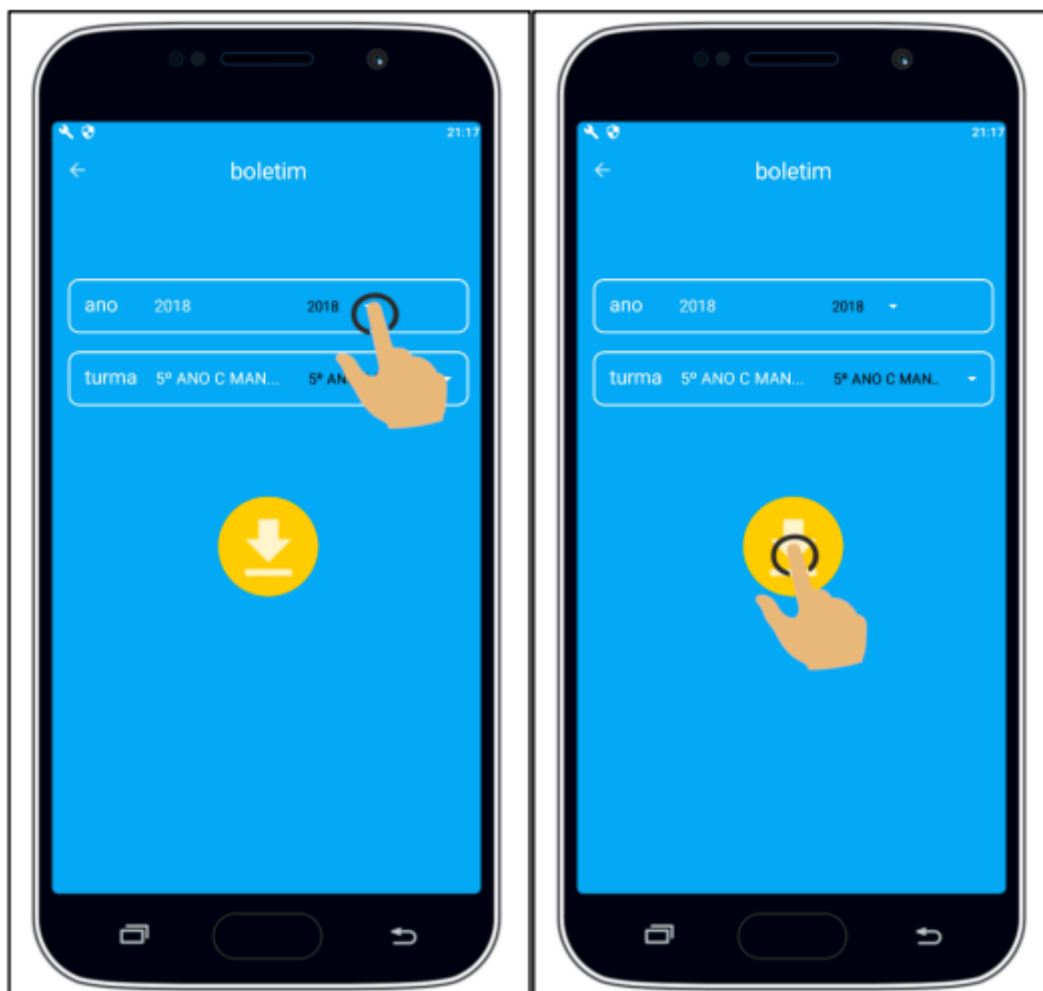 21:17
boletim
ano 2018 2018
turma 5º ANO C MAN... 5º AN
21:17
boletim
ano 2018 2018
turma 5º ANO C MAN... 5º ANO C MAN..